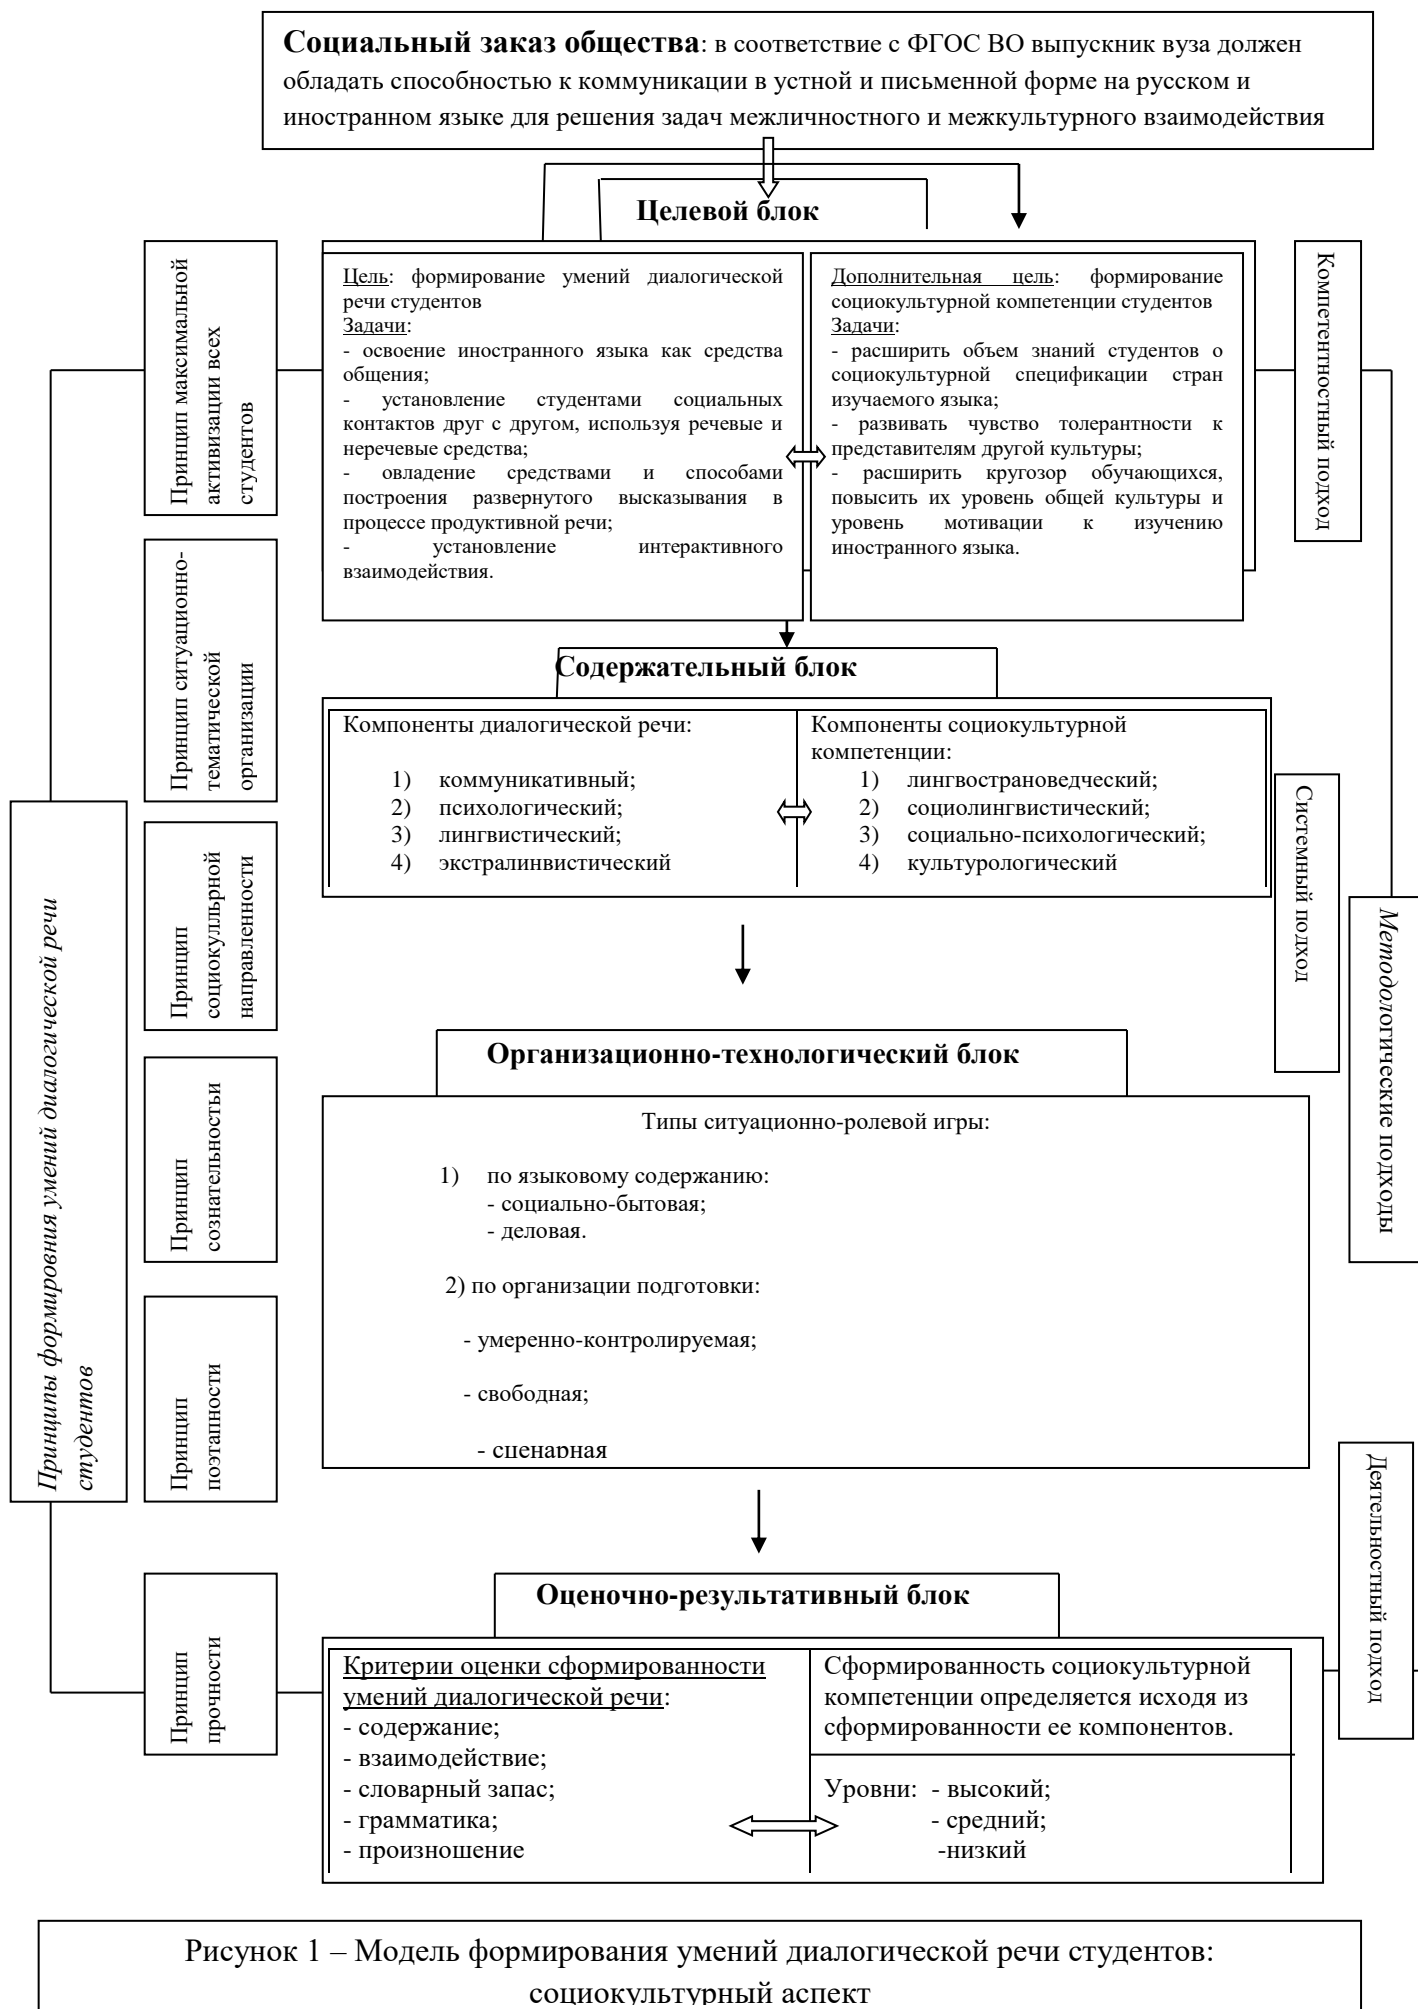 Социальный заказ общества: в соответствие с ФГОС ВО выпускник вуза должен
обладать способностью к коммуникации в устной и письменной форме на русском и
иностранном языке для решения задач межличностного и межкультурного взаимодействия
Целевой блок
Цель: формирование умений диалогической
речи студентов
Задачи:
- освоение иностранного языка как средства
общения;
- установление студентами социальных
контактов друг с другом, используя речевые и
неречевые средства;
- овладение средствами и способами
построения развернутого высказывания в
процессе продуктивной речи;
- установление интерактивного
взаимодействия.
Дополнительная цель: формирование
социокультурной компетенции студентов
Задачи:
- расширить объем знаний студентов о
социокультурной спецификации стран
изучаемого языка;
- развивать чувство толерантности к
представителям другой культуры;
- расширить кругозор обучающихся,
повысить их уровень общей культуры и
уровень мотивации к изучению
иностранного языка.
Содержательный блок
Компоненты диалогической речи:
1) коммуникативный;
2) психологический;
3) лингвистический;
4) экстралинвистический
Компоненты социокультурной
компетенции:
1) лингвострановедческий;
2) социолингвистический;
3) социально-психологический;
4) культурологический
Организационно-технологический блок
Типы ситуационно-ролевой игры:
1) по языковому содержанию:
- социально-бытовая;
- деловая.
2) по организации подготовки:
- умеренно-контролируемая;
- свободная;
- сценарная
Оценочно-результативный блок
Критерии оценки сформированности
умений диалогической речи:
- содержание;
- взаимодействие;
- словарный запас;
- грамматика;
- произношение
Сформированность социокультурной
компетенции определяется исходя из
сформированности ее компонентов.
Уровни: - высокий;
- средний;
-низкий
Принципы формировния умений диалогической речи
студентов
Принцип максимальной
активизации всех
студентов
Принцип ситуационно-
тематической
организации
Принцип
социокулльрной
направленности
Принцип
сознательностьи
Принцип
поэтапности
Принцип
прочности
Компетентностный подход
Системный подход
Методологические подходы
Деятельностный подход
Рисунок 1 – Модель формирования умений диалогической речи студентов:
социокультурный аспект